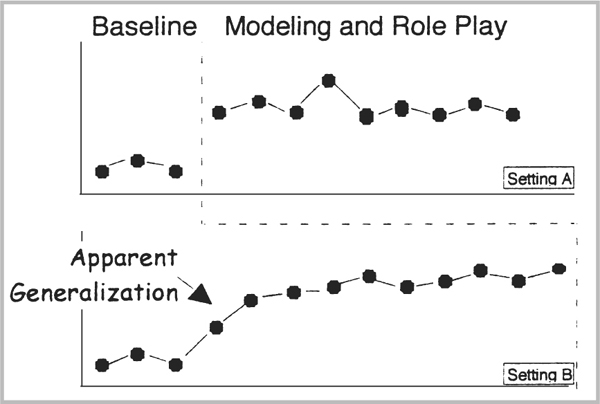 Baseline
Modeling and Role Play
Setting A
Apparent
Generalization
Setting B